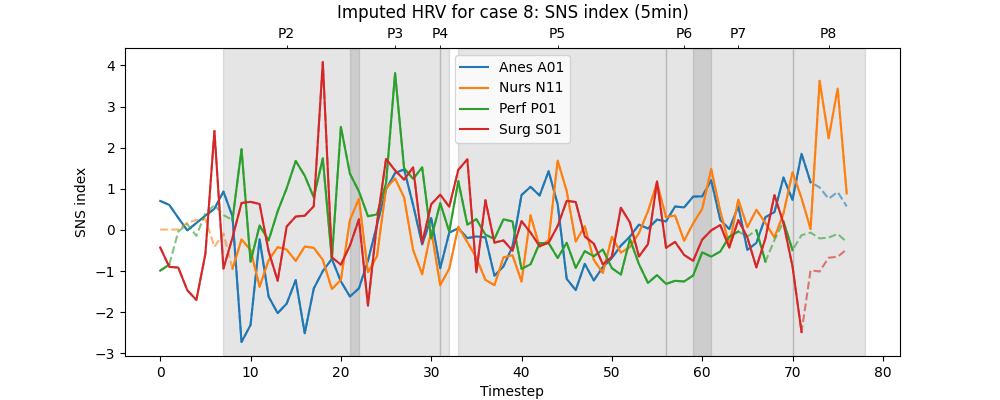 Imputed HRV for case 8: SNS index (5min)
P2 P3 P4 P5 P6 P7 P8
Anes A01
Nurs N11
Perf P01
Surg S01
SNS index
4
3
2
1
0
−1
−2
−3
0 10 20 30 40 50 60 70 80
Timestep